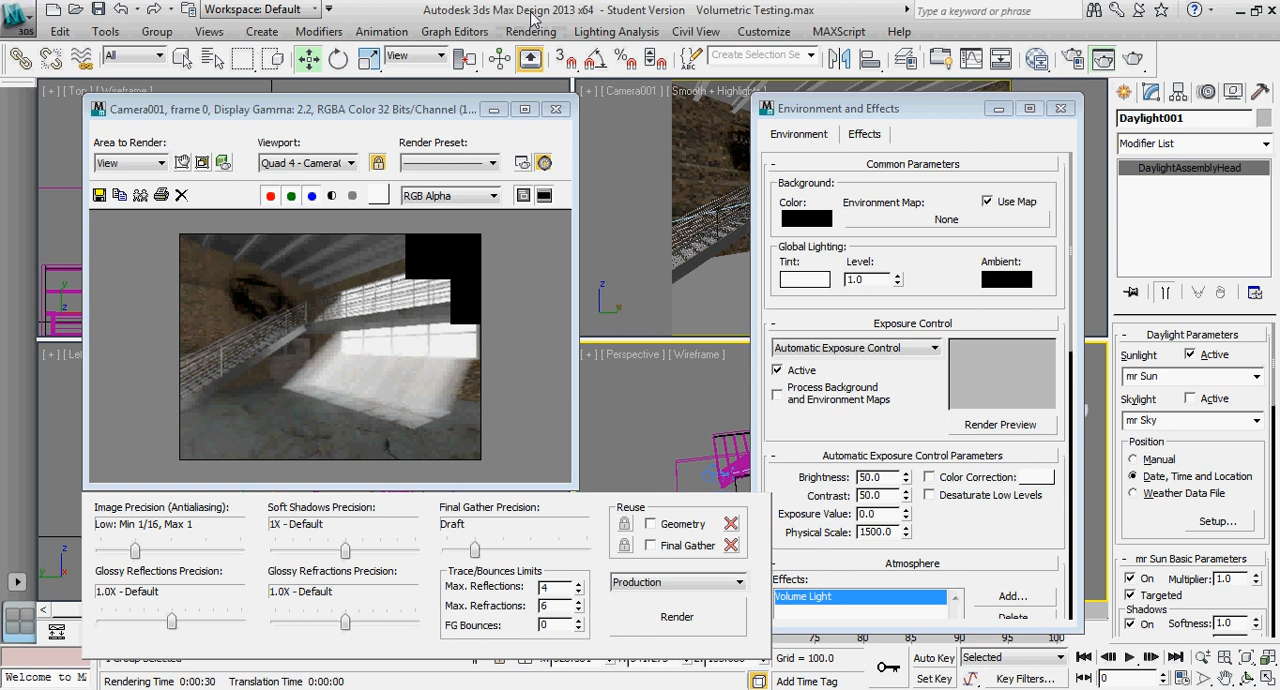 Workspace: Default
Autodesk 3ds Max Design 2013 x64 - Student Version Volumetric Testing.max
Type a keyword or phrase
3DS
Edit Tools Group Views Create Modifiers Animation Graph Editors Rendering Lighting Analysis Civil View Customize MAXScript Help
All
View
3
ABC
Create Selection Se
[ + ] [ Top ] [ Wireframe ]
[ + ] [ Camera001 ] [ Smooth + Highlights ]
Camera001, frame 0, Display Gamma: 2.2, RGBA Color 32 Bits/Channel (1...
Area to Render:
Viewport:
Render Preset:
View
Quad 4 - Camera(
RGB Alpha
Environment and Effects
Environment
Effects
- Common Parameters
Background:
Color:
Environment Map:
Use Map
None
Global Lighting:
Tint:
Level:
Ambient:
1.0
- Exposure Control
Automatic Exposure Control
Active
Process Background
and Environment Maps
Render Preview
- Automatic Exposure Control Parameters
Brightness: 50.0
Color Correction:
Contrast: 50.0
Desaturate Low Levels
Exposure Value: 0.0
Physical Scale: 1500.0
- Atmosphere
Effects:
Volume Light
Add...
Delete
Daylight001
Modifier List
DaylightAssemblyHead
- Daylight Parameters
Sunlight
Active
mr Sun
Skylight
Active
mr Sky
Position
Manual
Date, Time and Location
Weather Data File
Setup...
- mr Sun Basic Parameters
On
Multiplier: 1.0
Targeted
Shadows
On
Softness: 1.0
z
x
y
[ + ] [ Perspective ] [ Wireframe ]
[ + ] [ Le
Image Precision (Antialiasing):
Low: Min 1/16, Max 1
Soft Shadows Precision:
1X - Default
Final Gather Precision:
Draft
Glossy Reflections Precision:
1.0X - Default
Glossy Refractions Precision:
1.0X - Default
Trace/Bounces Limits
Max. Reflections: 4
Max. Refractions: 6
FG Bounces: 0
Reuse
Geometry
Final Gather
Production
Render
75 80 85 90 95 100
Grid = 100.0
Add Time Tag
Auto Key
Selected
Set Key
Key Filters...
0
Welcome to M
Rendering Time 0:00:30
Translation Time 0:00:00